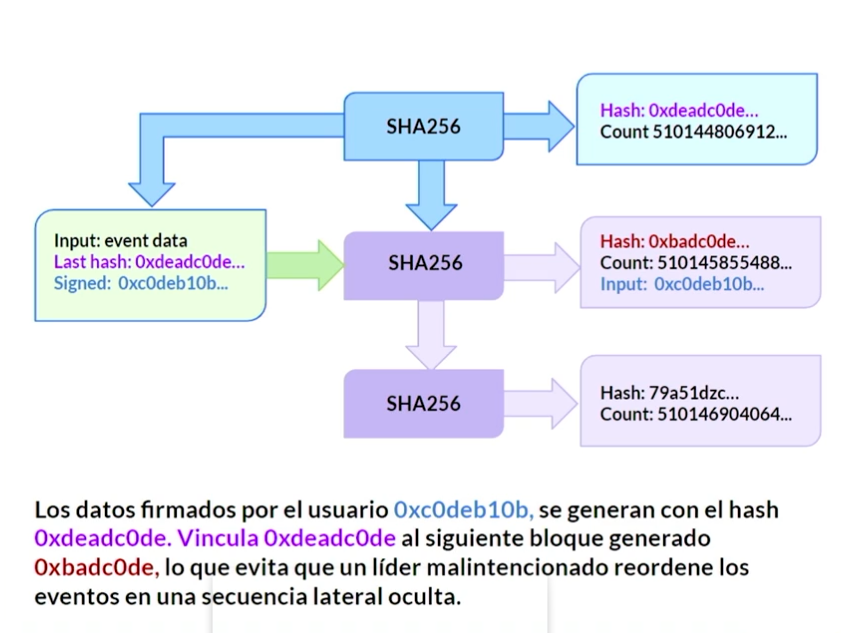 SHA256
Hash: 0xdeadc0de...
Count 510144806912...
Input: event data
Last hash: 0xdeadc0de...
Signed: 0xc0deb10b...
SHA256
Hash: 0xbadc0de...
Count: 510145855488...
Input: 0xc0deb10b...
SHA256
Hash: 79a51dzc...
Count: 510146904064...
Los datos firmados por el usuario 0xc0deb10b, se generan con el hash
0xdeadc0de. Vincula 0xdeadc0de al siguiente bloque generado
0xbadc0de, lo que evita que un líder malintencionado reordene los
eventos en una secuencia lateral oculta.